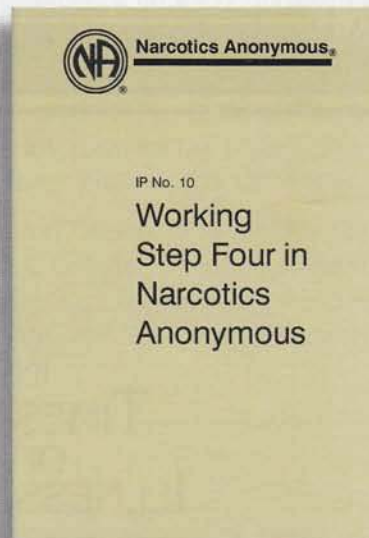 NA
®
Narcotics Anonymous®
IP No. 10
Working
Step Four in
Narcotics
Anonymous